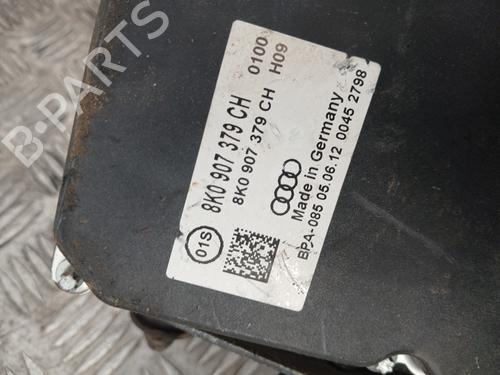 B-PARTS
01S
8K0 907 379 CH
8K0 907 379 CH
0100
H09
Made in Germany
BPA-085 05.06.12 0045 2798